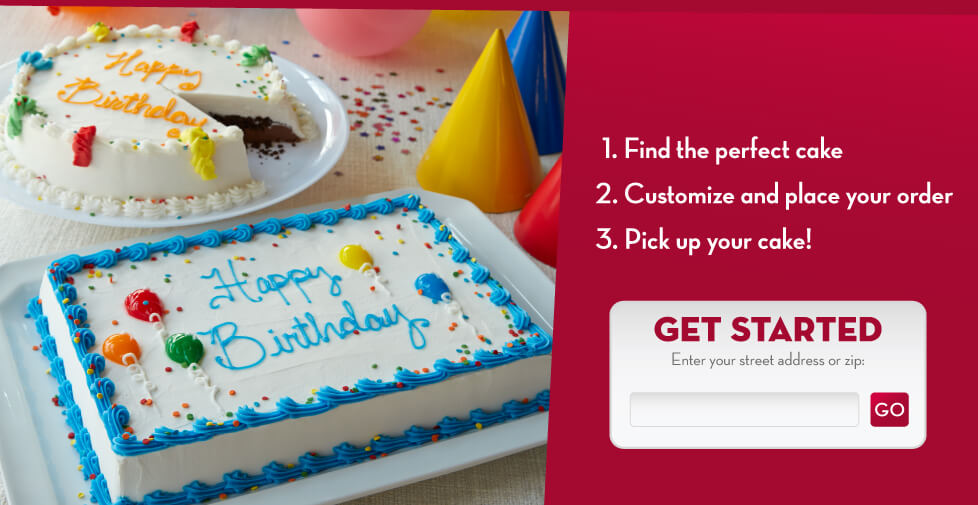 Happy
Birthday
Happy
Birthday
1. Find the perfect cake
2. Customize and place your order
3. Pick up your cake!
GET STARTED
Enter your street address or zip:
GO